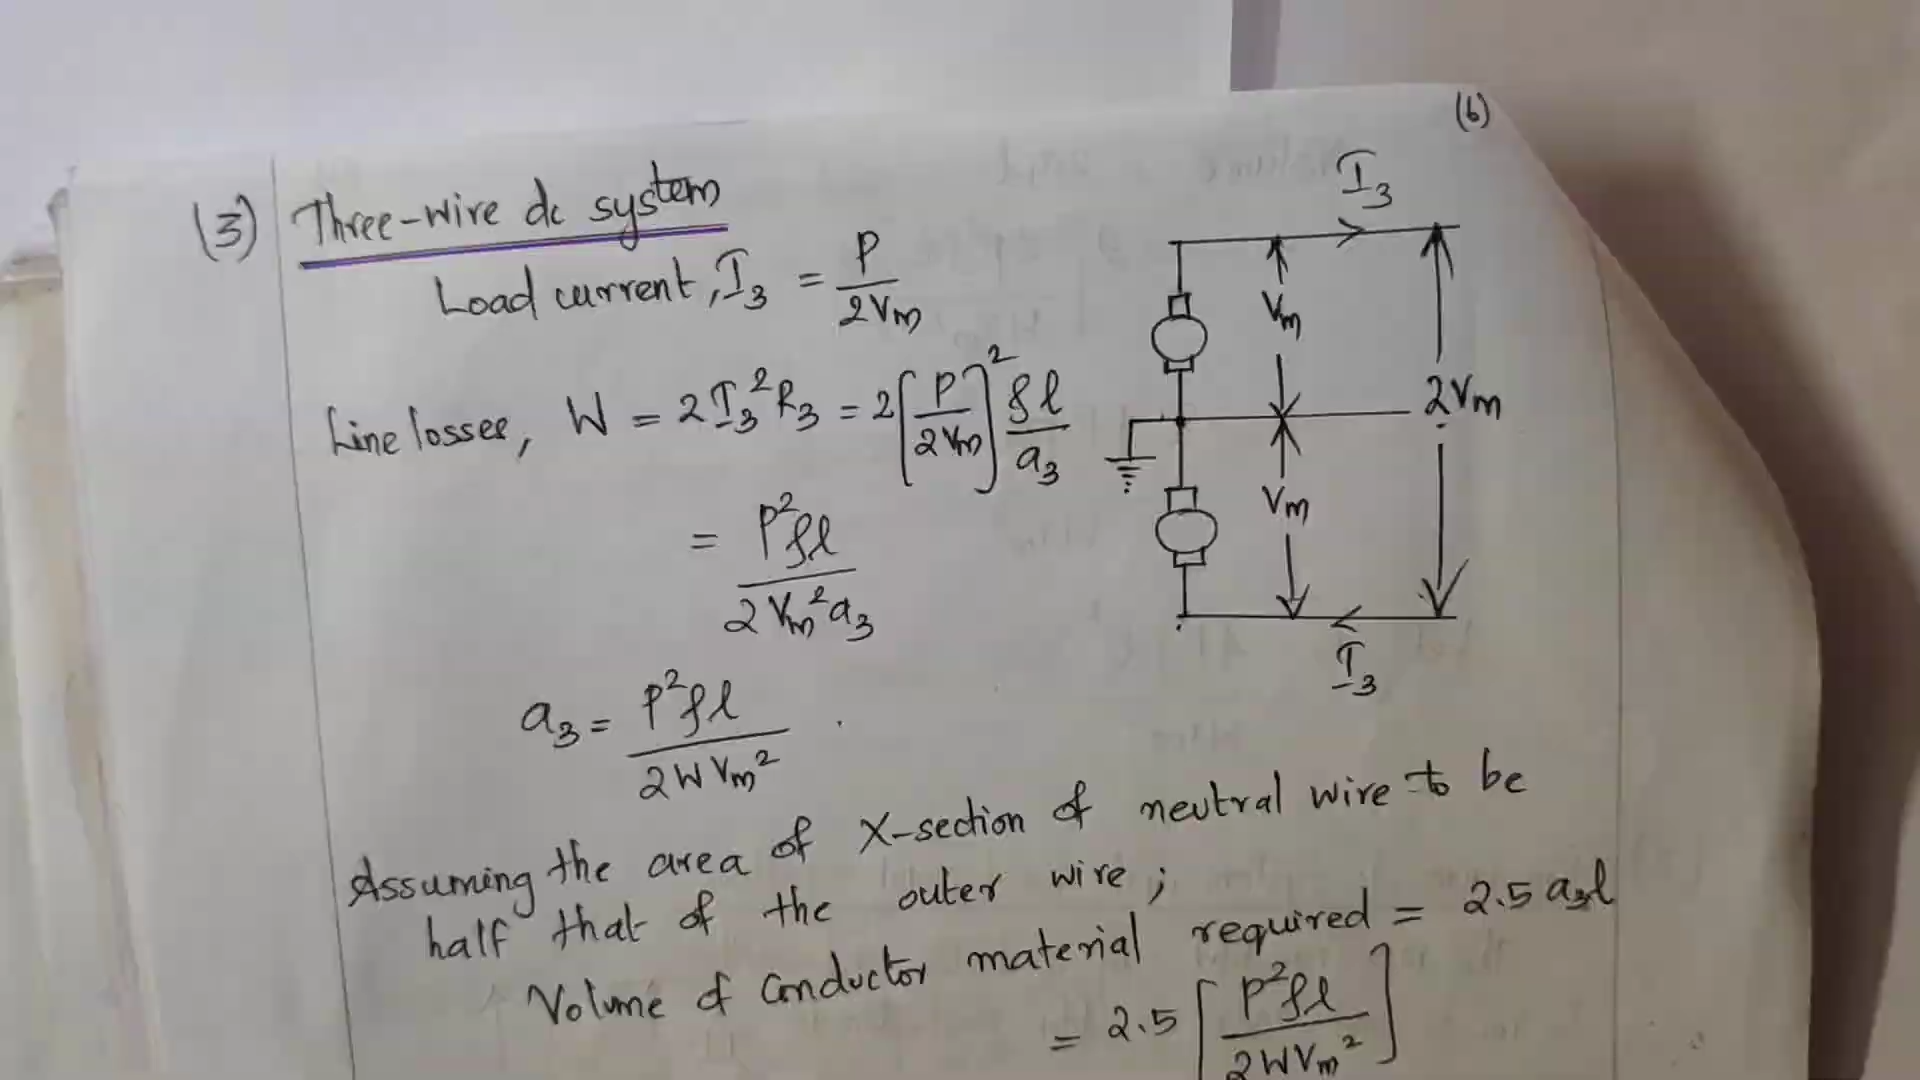 (6)
(3) Three-wire dc system
Load current, I₃ = P / 2Vm
Line losses, W = 2I₃²R₃ = 2[P / 2Vm]² ρl / a₃
= P²ρl / 2Vm²a₃
a₃ = P²ρl / 2WVm²
Assuming the area of X-section of neutral wire to be
half that of the outer wire;
Volume of conductor material required = 2.5 a₃l
= 2.5 [P²ρl / 2WVm²]
I₃
Vm
2Vm
Vm
I₃